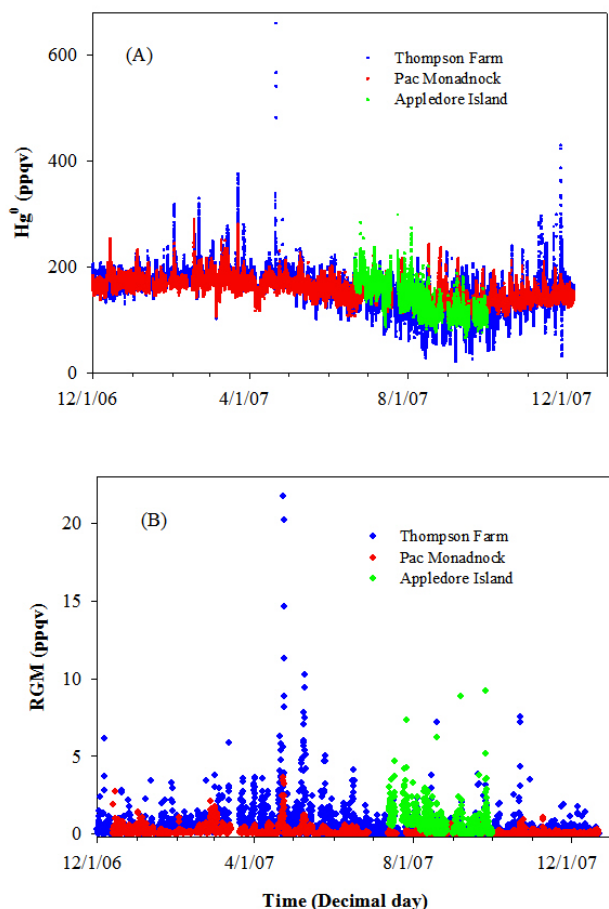 (A)
Thompson Farm
Pac Monadnock
Appledore Island
Hg⁰ (ppqv)
600
400
200
0
12/1/06 4/1/07 8/1/07 12/1/07
(B)
Thompson Farm
Pac Monadnock
Appledore Island
RGM (ppqv)
20
15
10
5
0
12/1/06 4/1/07 8/1/07 12/1/07
Time (Decimal day)